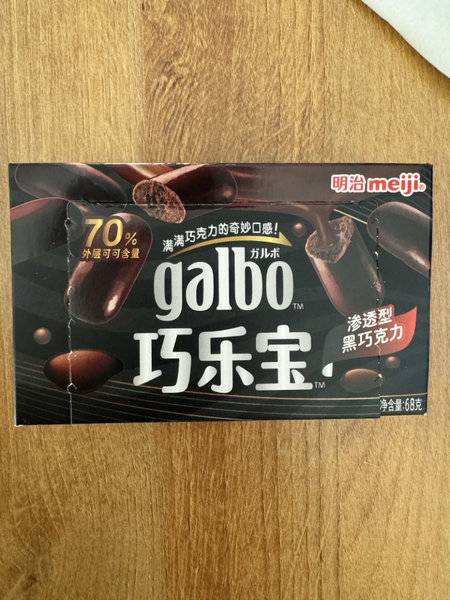 明治 meiji
70%
外层可可含量
满满巧克力的奇妙口感!
ガルボ
galbo™
巧乐宝™
渗透型
黑巧克力
净含量:68克